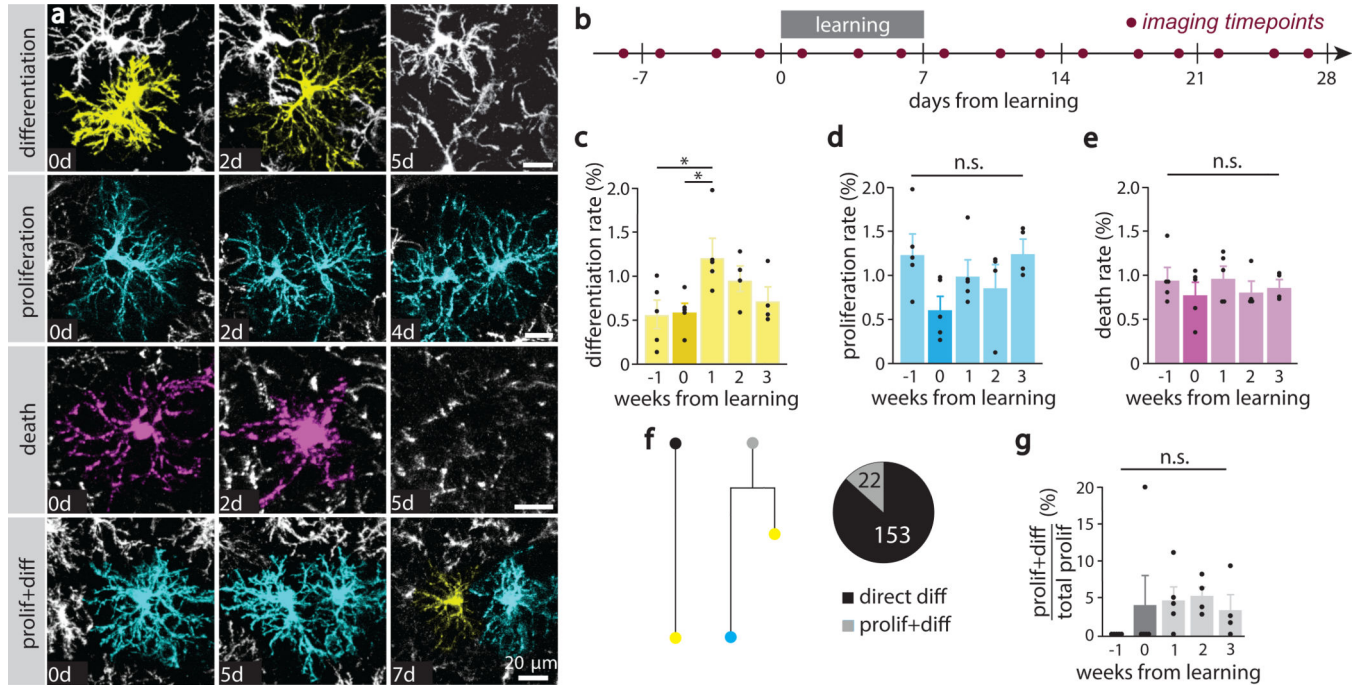 a
differentiation
0d
2d
5d
proliferation
0d
2d
4d
death
0d
2d
5d
prolif+diff
0d
5d
7d
20 µm
b
learning
imaging timepoints
-7
0
7
14
21
28
days from learning
c
*
*
differentiation rate (%)
2.0
1.5
1.0
0.5
0
-1
0
1
2
3
weeks from learning
d
n.s.
proliferation rate (%)
2.0
1.5
1.0
0.5
0
-1
0
1
2
3
weeks from learning
e
n.s.
death rate (%)
2.0
1.5
1.0
0.5
0
-1
0
1
2
3
weeks from learning
f
22
153
direct diff
prolif+diff
g
n.s.
prolif+diff
total prolif
(%)
20
15
10
5
0
-1
0
1
2
3
weeks from learning